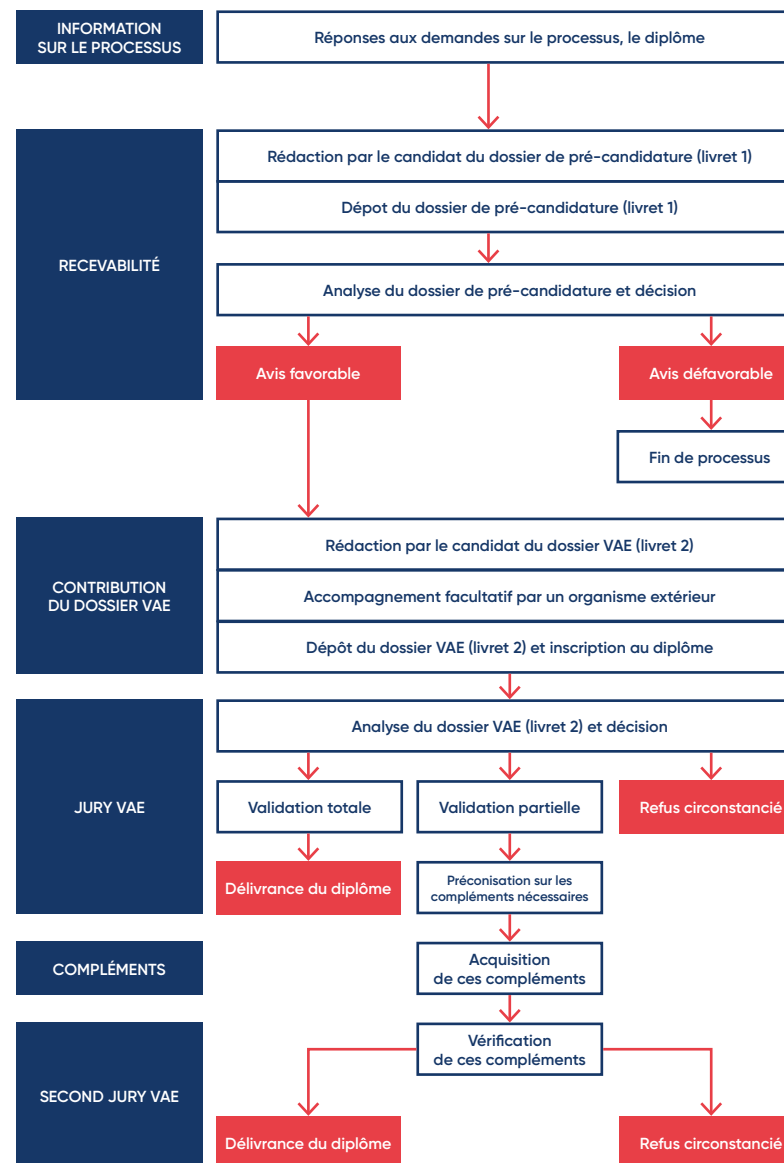 INFORMATION
SUR LE PROCESSUS
Réponses aux demandes sur le processus, le diplôme
RECEVABILITÉ
Rédaction par le candidat du dossier de pré-candidature (livret 1)
Dépot du dossier de pré-candidature (livret 1)
Analyse du dossier de pré-candidature et décision
Avis favorable
Avis défavorable
Fin de processus
CONTRIBUTION
DU DOSSIER VAE
Rédaction par le candidat du dossier VAE (livret 2)
Accompagnement facultatif par un organisme extérieur
Dépôt du dossier VAE (livret 2) et inscription au diplôme
JURY VAE
Analyse du dossier VAE (livret 2) et décision
Validation totale
Validation partielle
Refus circonstancié
Délivrance du diplôme
Préconisation sur les
compléments nécessaires
COMPLÉMENTS
Acquisition
de ces compléments
SECOND JURY VAE
Vérification
de ces compléments
Délivrance du diplôme
Refus circonstancié